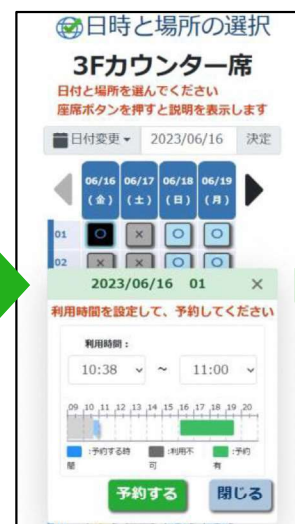 日時と場所の選択
3Fカウンター席
日付と場所を選んでください
座席ボタンを押すと説明を表示します
日付変更 2023/06/16 決定
06/16 06/17 06/18 06/19
(金) (土) (日) (月)
01 O × O O
02 × × O O
2023/06/16 01 ×
利用時間を設定して、予約してください
利用時間：
10:38 ~ 11:00
09 10 11 12 13 14 15 16 17 18 19 20
:予約する時間 :利用不可 :予約有
予約する 閉じる